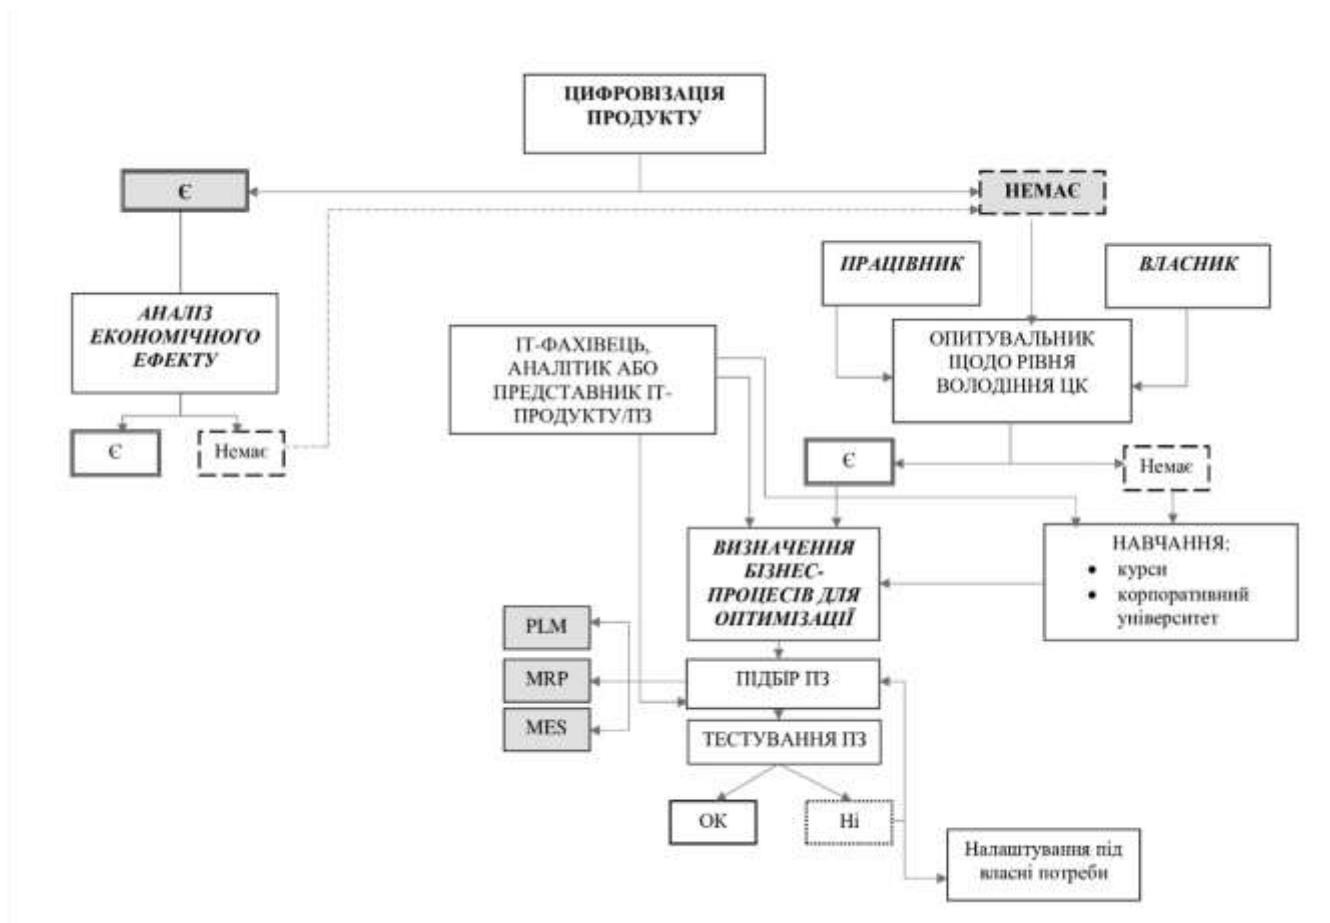 ЦИФРОВІЗАЦІЯ
ПРОДУКТУ
Є
НЕМАЄ
ПРАЦІВНИК
ВЛАСНИК
АНАЛІЗ
ЕКОНОМІЧНОГО
ЕФЕКТУ
ІТ-ФАХІВЕЦЬ,
АНАЛІТИК АБО
ПРЕДСТАВНИК ІТ-
ПРОДУКТУ/ПЗ
ОПИТУВАЛЬНИК
ЩОДО РІВНЯ
ВОЛОДІННЯ ЦК
Є
Немає
Є
Немає
ВИЗНАЧЕННЯ
БІЗНЕС-
ПРОЦЕСІВ ДЛЯ
ОПТИМІЗАЦІЇ
НАВЧАННЯ:
• курси
• корпоративний
університет
PLM
MRP
MES
ПІДБІР ПЗ
ТЕСТУВАННЯ ПЗ
ОК
Ні
Налаштування під
власні потреби